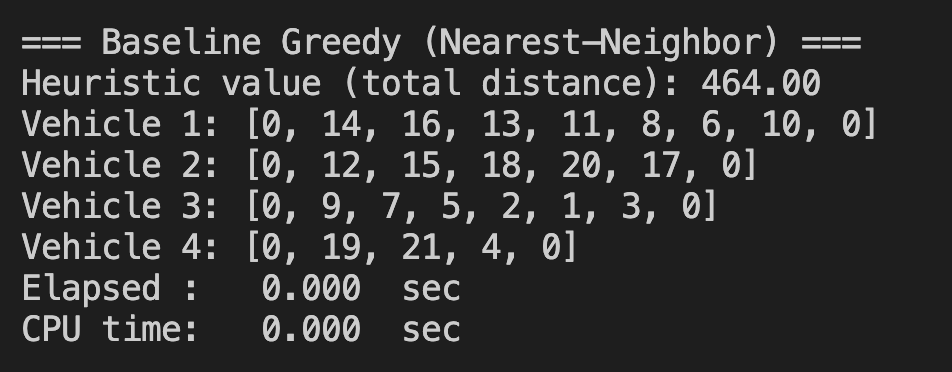 === Baseline Greedy (Nearest-Neighbor) ===
Heuristic value (total distance): 464.00
Vehicle 1: [0, 14, 16, 13, 11, 8, 6, 10, 0]
Vehicle 2: [0, 12, 15, 18, 20, 17, 0]
Vehicle 3: [0, 9, 7, 5, 2, 1, 3, 0]
Vehicle 4: [0, 19, 21, 4, 0]
Elapsed :   0.000  sec
CPU time:   0.000  sec